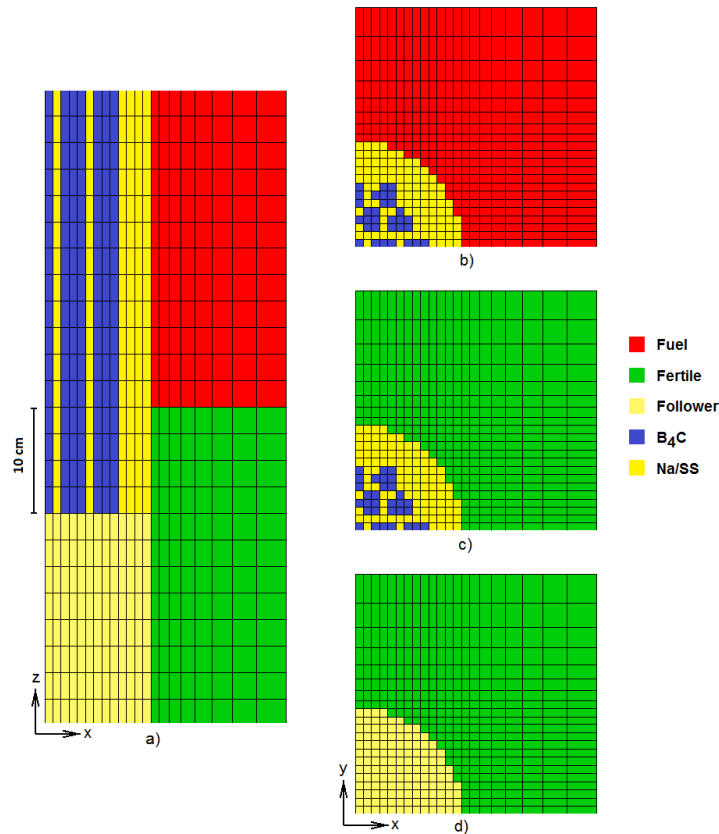 b)
Fuel
Fertile
Follower
B₄C
Na/SS
10 cm
c)
z
x
a)
y
x
d)